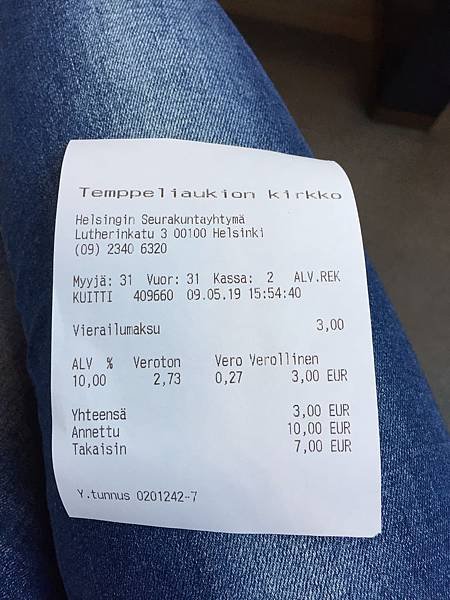 Temppeliaukion kirkko
Helsingin Seurakuntayhtymä
Lutherinkatu 3 00100 Helsinki
(09) 2340 6320
Myyjä: 31 Vuor: 31 Kassa: 2 ALV.REK
KUITTI 409660 09.05.19 15:54:40
Vierailumaksu 3,00
ALV % Veroton Vero Verollinen
10,00 2,73 0,27 3,00 EUR
Yhteensä 3,00 EUR
Annettu 10,00 EUR
Takaisin 7,00 EUR
Y.tunnus 0201242-7